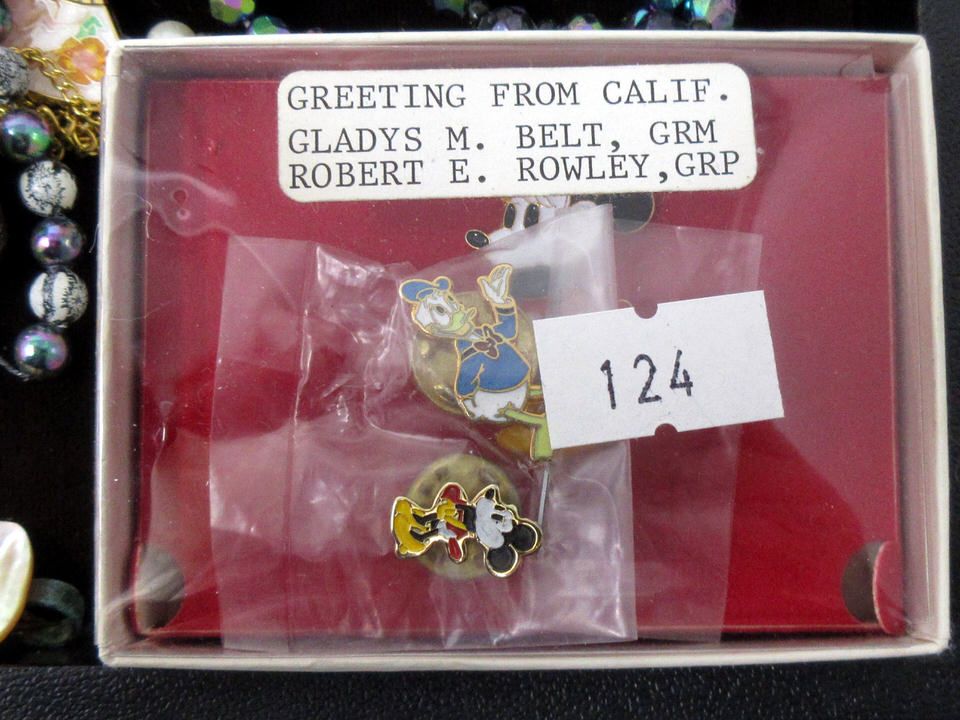 GREETING FROM CALIF.
GLADYS M. BELT, GRM
ROBERT E. ROWLEY,GRP
124